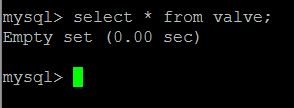 mysql> select * from valve;
Empty set (0.00 sec)
mysql>